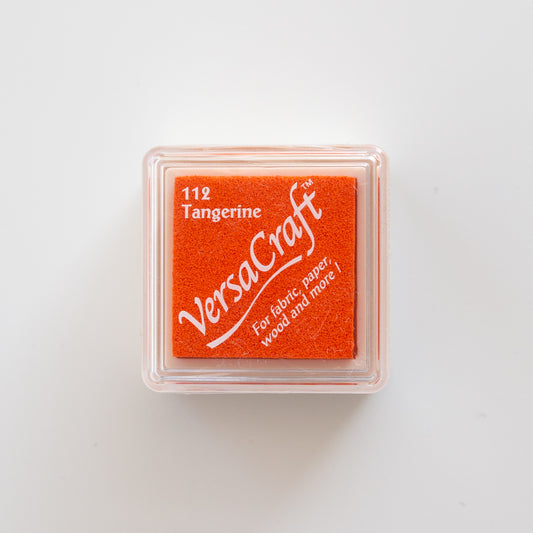 112
Tangerine
VersaCraft™
For fabric, paper,
wood and more !